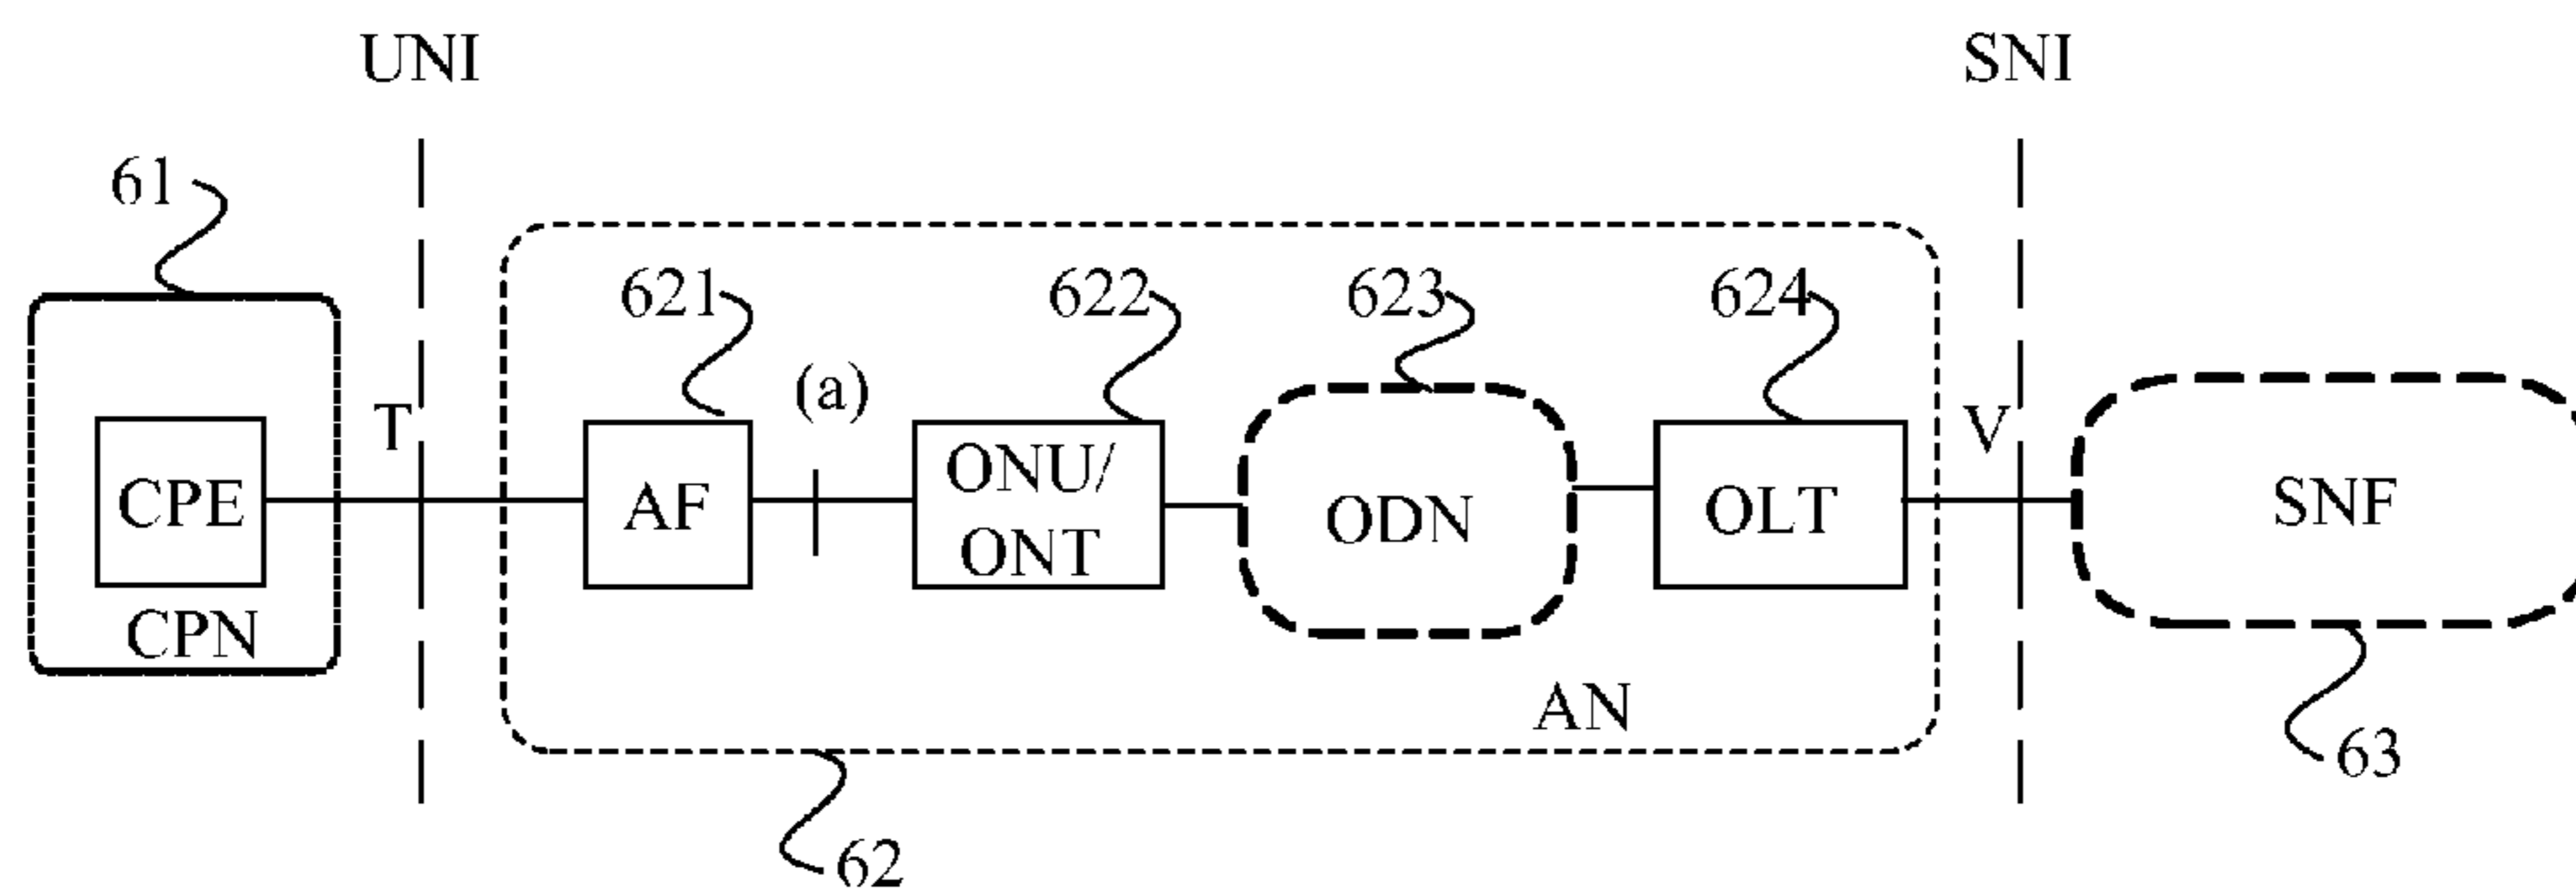 UNI
SNI
61
621
622
623
624
(a)
T
V
CPE
AF
ONU/
ONT
ODN
OLT
SNF
CPN
AN
63
62